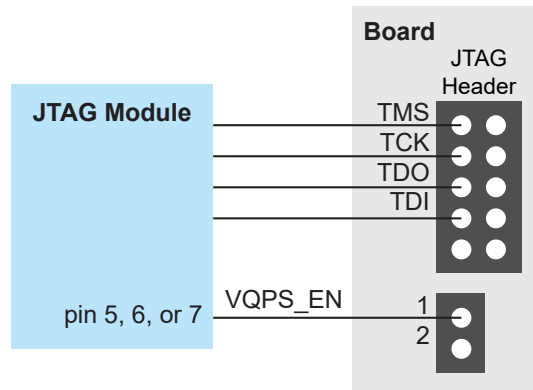 Board
JTAG
Header
JTAG Module
TMS
TCK
TDO
TDI
pin 5, 6, or 7
VQPS_EN
1
2